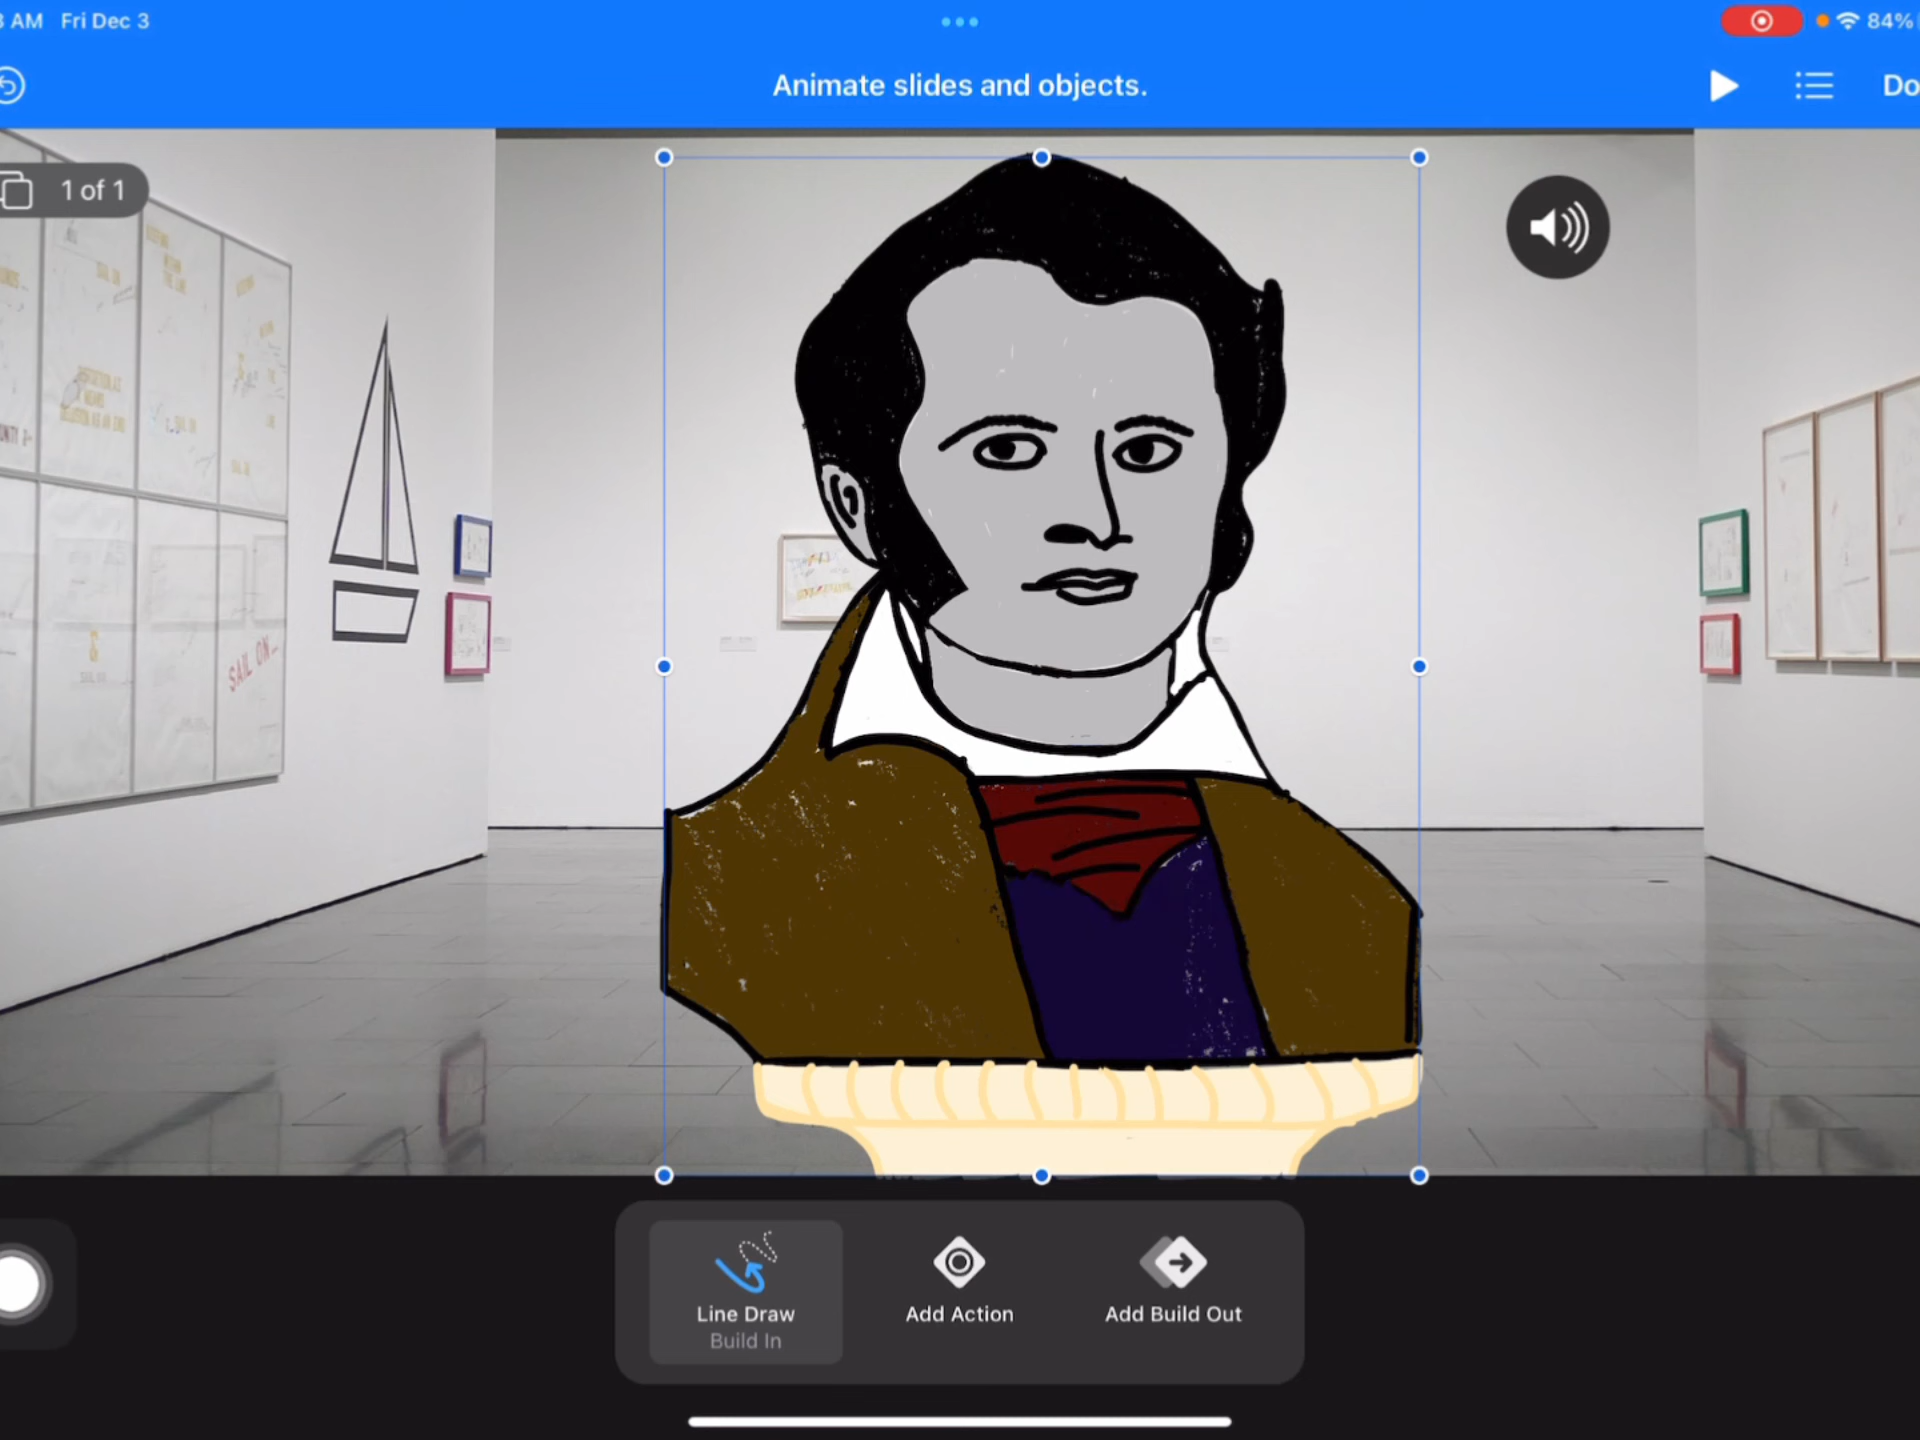 3 AM Fri Dec 3
84%
Animate slides and objects.
Do
1 of 1
SAIL ON
Line Draw
Build In
Add Action
Add Build Out